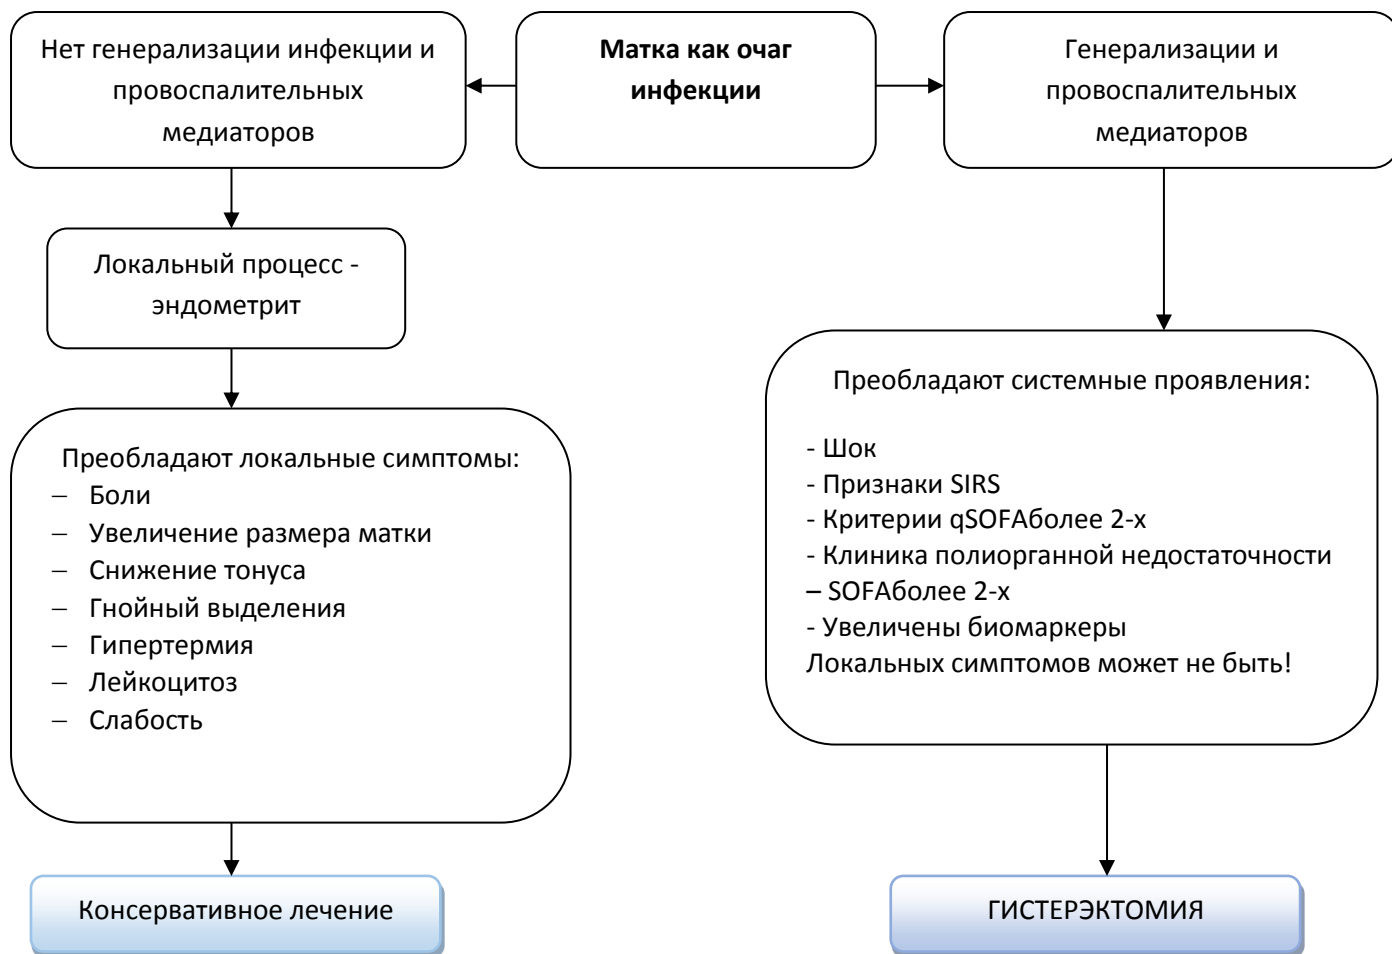 Нет генерализации инфекции и
провоспалительных
медиаторов
Матка как очаг
инфекции
Генерализации и
провоспалительных
медиаторов
Локальный процесс -
эндометрит
Преобладают локальные симптомы:
– Боли
– Увеличение размера матки
– Снижение тонуса
– Гнойный выделения
– Гипертермия
– Лейкоцитоз
– Слабость
Преобладают системные проявления:
- Шок
- Признаки SIRS
- Критерии qSOFAболее 2-х
- Клиника полиорганной недостаточности
– SOFAболее 2-х
- Увеличены биомаркеры
Локальных симптомов может не быть!
Консервативное лечение
ГИСТЕРЭКТОМИЯ